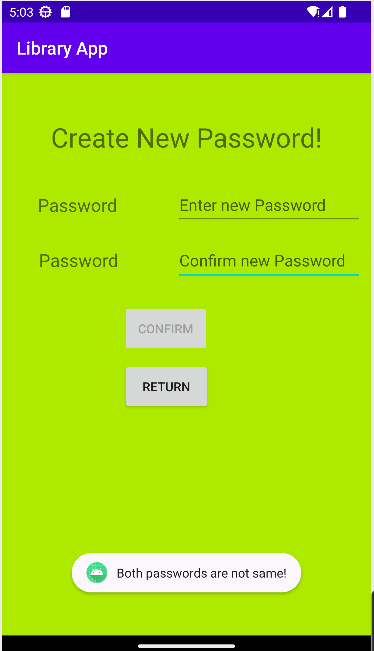 5:03
Library App
Create New Password!
Password Enter new Password
Password Confirm new Password
CONFIRM
RETURN
Both passwords are not same!